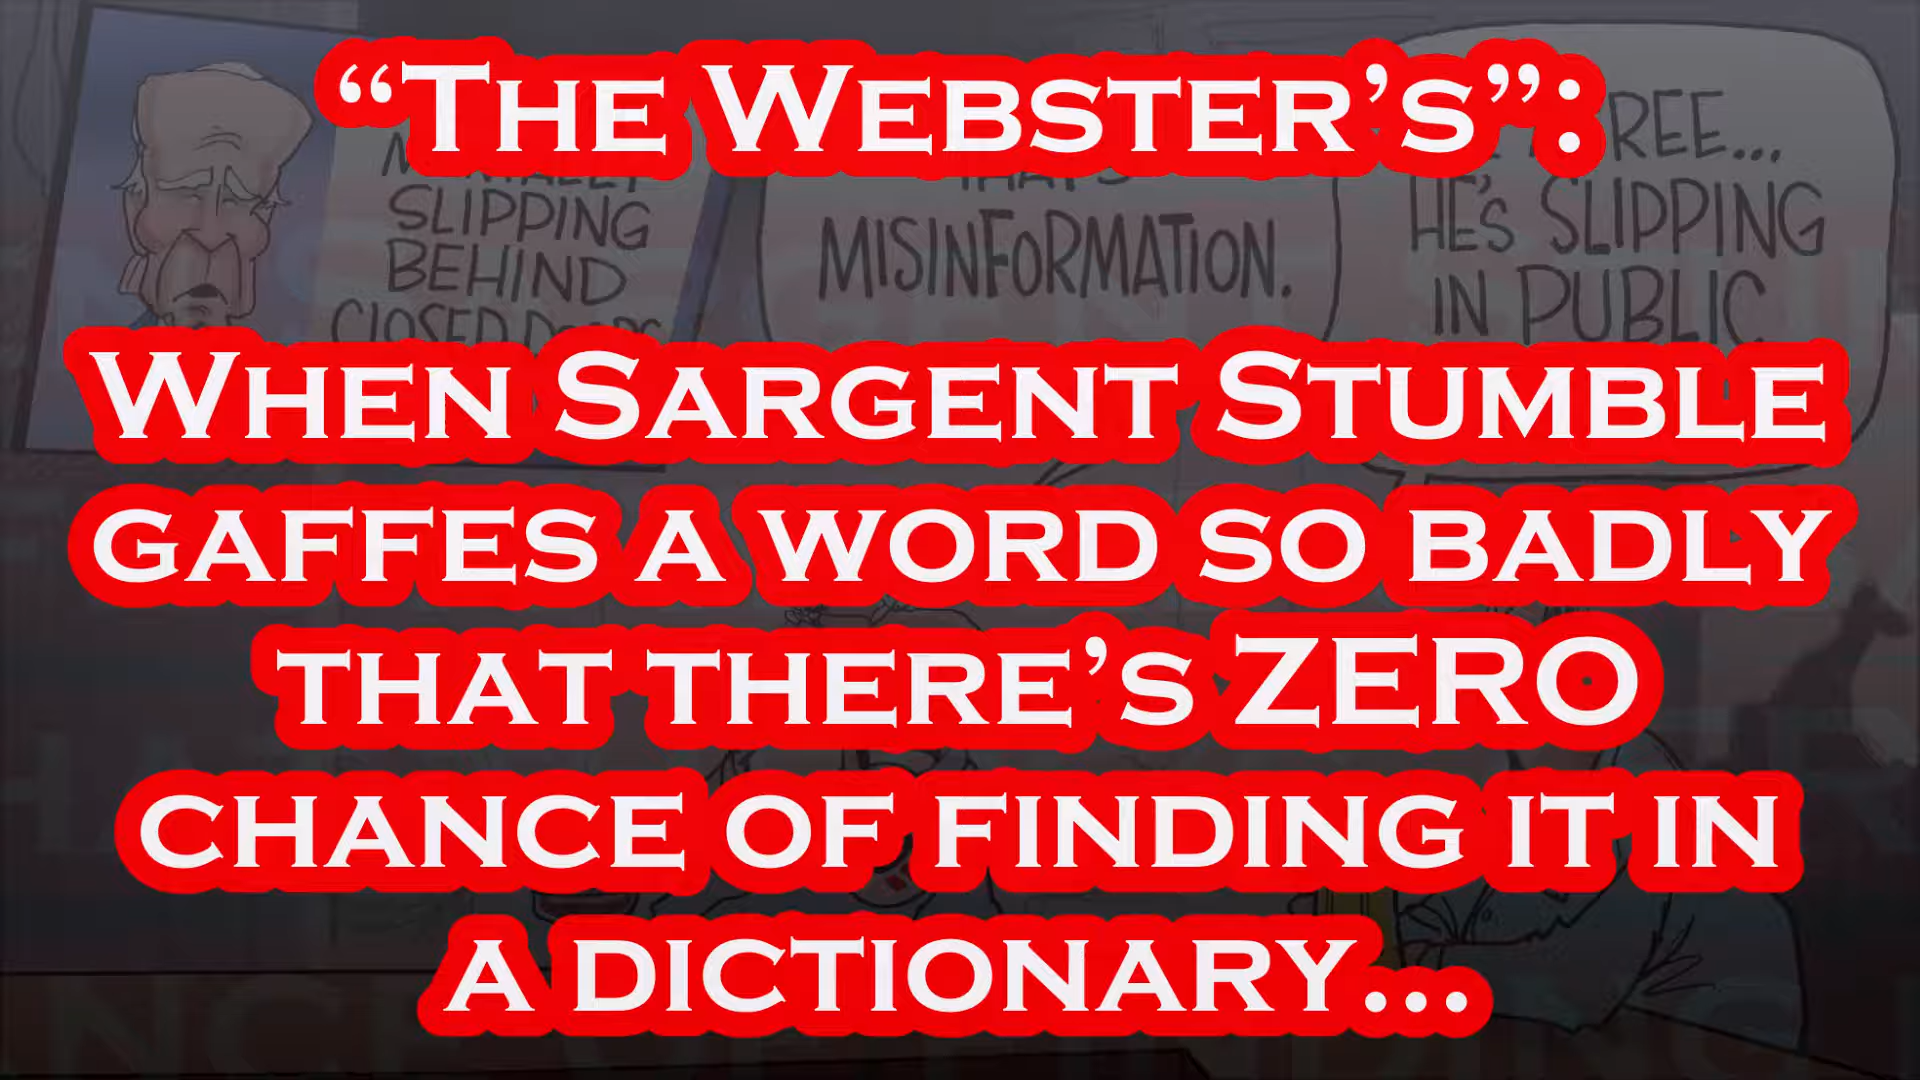 “The Webster’s”:
SLIPPING
BEHIND
CLOSED
MISINFORMATION.
HE'S SLIPPING
IN PUBLIC
When Sargent Stumble
gaffes a word so badly
that there’s ZERO
chance of finding it in
a dictionary...